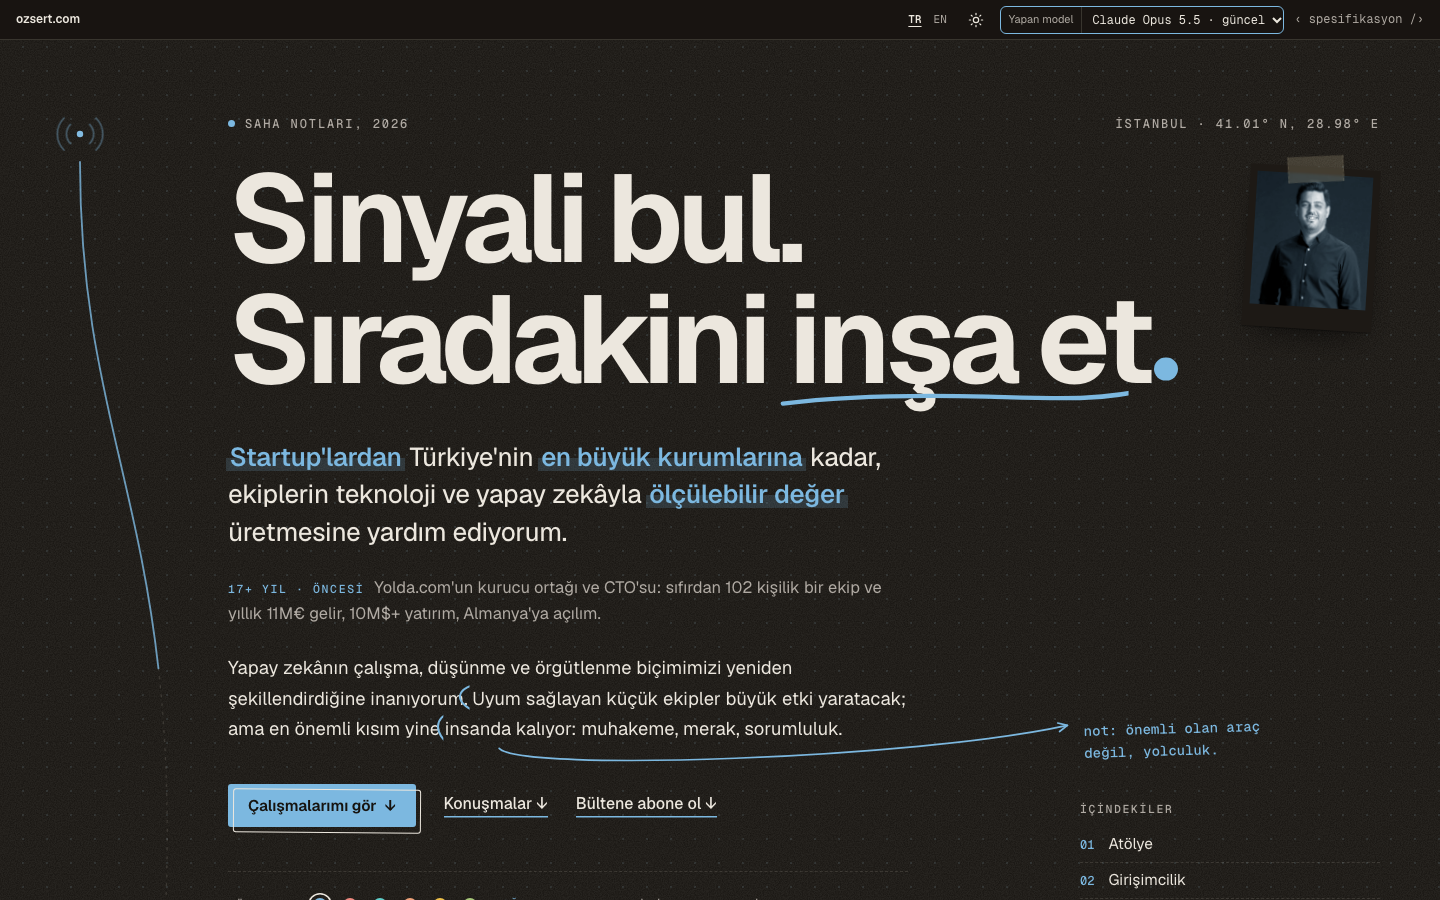 ozsert.com
TR EN Yapan model Claude Opus 5.5 · güncel ‹ spesifikasyon /›
SAHA NOTLARI, 2026
İSTANBUL · 41.01° N, 28.98° E
Sinyali bul.
Sıradakini inşa et.
Startup'lardan Türkiye'nin en büyük kurumlarına kadar,
ekiplerin teknoloji ve yapay zekâyla ölçülebilir değer
üretmesine yardım ediyorum.
17+ YIL · ÖNCESİ Yolda.com'un kurucu ortağı ve CTO'su: sıfırdan 102 kişilik bir ekip ve
yıllık 11M€ gelir, 10M$+ yatırım, Almanya'ya açılım.
Yapay zekânın çalışma, düşünme ve örgütlenme biçimimizi yeniden
şekillendirdiğine inanıyorum. Uyum sağlayan küçük ekipler büyük etki yaratacak;
ama en önemli kısım yine insanda kalıyor: muhakeme, merak, sorumluluk.
not: önemli olan araç
değil, yolculuk.
Çalışmalarımı gör ↓ Konuşmalar ↓ Bültene abone ol ↓
İÇİNDEKİLER
01 Atölye
02 Girişimcilik